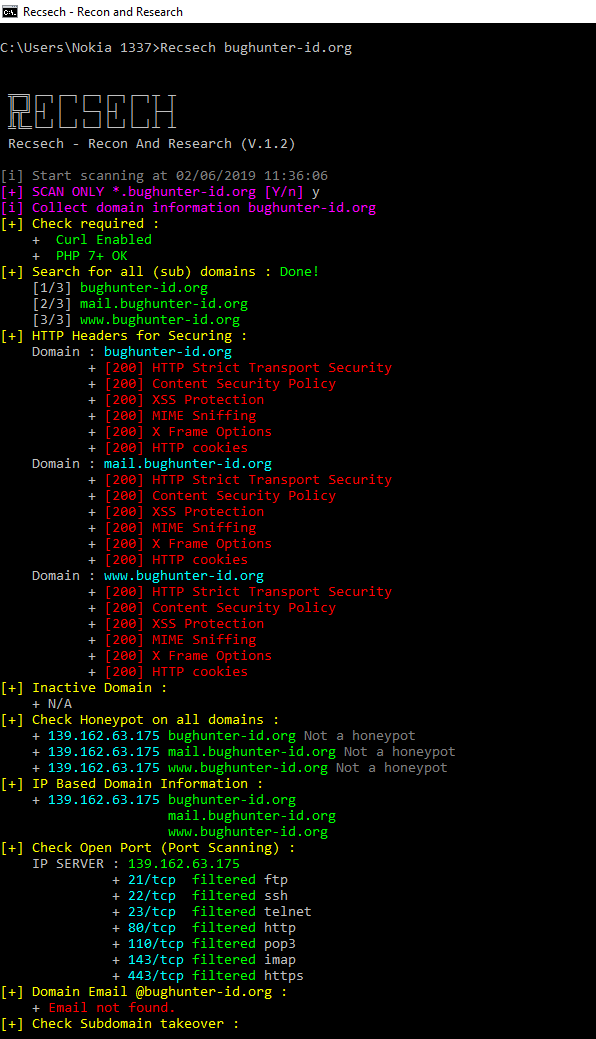 Recsech - Recon and Research
C:\Users\Nokia 1337>Recsech bughunter-id.org
RECSECH
Recsech - Recon And Research (V.1.2)
[i] Start scanning at 02/06/2019 11:36:06
[+] SCAN ONLY *.bughunter-id.org [Y/n] y
[i] Collect domain information bughunter-id.org
[+] Check required :
+ Curl Enabled
+ PHP 7+ OK
[+] Search for all (sub) domains : Done!
[1/3] bughunter-id.org
[2/3] mail.bughunter-id.org
[3/3] www.bughunter-id.org
[+] HTTP Headers for Securing :
Domain : bughunter-id.org
+ [200] HTTP Strict Transport Security
+ [200] Content Security Policy
+ [200] XSS Protection
+ [200] MIME Sniffing
+ [200] X Frame Options
+ [200] HTTP cookies
Domain : mail.bughunter-id.org
+ [200] HTTP Strict Transport Security
+ [200] Content Security Policy
+ [200] XSS Protection
+ [200] MIME Sniffing
+ [200] X Frame Options
+ [200] HTTP cookies
Domain : www.bughunter-id.org
+ [200] HTTP Strict Transport Security
+ [200] Content Security Policy
+ [200] XSS Protection
+ [200] MIME Sniffing
+ [200] X Frame Options
+ [200] HTTP cookies
[+] Inactive Domain :
+ N/A
[+] Check Honeypot on all domains :
+ 139.162.63.175 bughunter-id.org Not a honeypot
+ 139.162.63.175 mail.bughunter-id.org Not a honeypot
+ 139.162.63.175 www.bughunter-id.org Not a honeypot
[+] IP Based Domain Information :
+ 139.162.63.175 bughunter-id.org
mail.bughunter-id.org
www.bughunter-id.org
[+] Check Open Port (Port Scanning) :
IP SERVER : 139.162.63.175
+ 21/tcp filtered ftp
+ 22/tcp filtered ssh
+ 23/tcp filtered telnet
+ 80/tcp filtered http
+ 110/tcp filtered pop3
+ 143/tcp filtered imap
+ 443/tcp filtered https
[+] Domain Email @bughunter-id.org :
+ Email not found.
[+] Check Subdomain takeover :